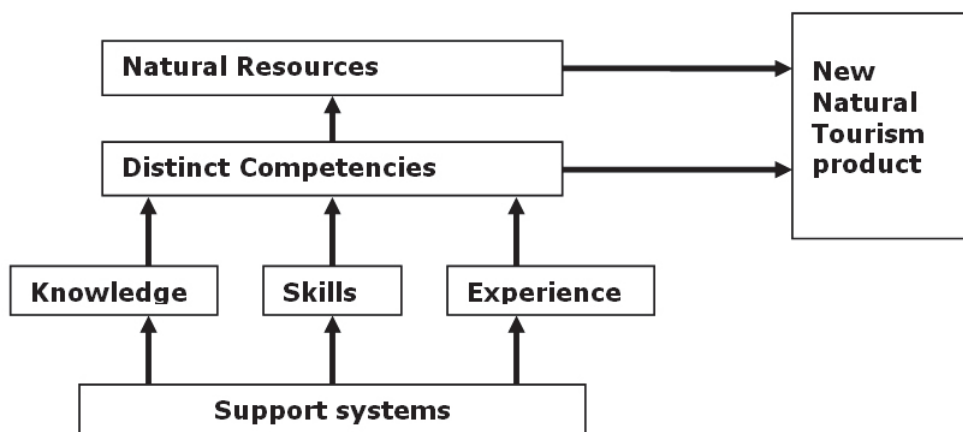 Natural Resources
New
Natural
Tourism
product
Distinct Competencies
Knowledge
Skills
Experience
Support systems